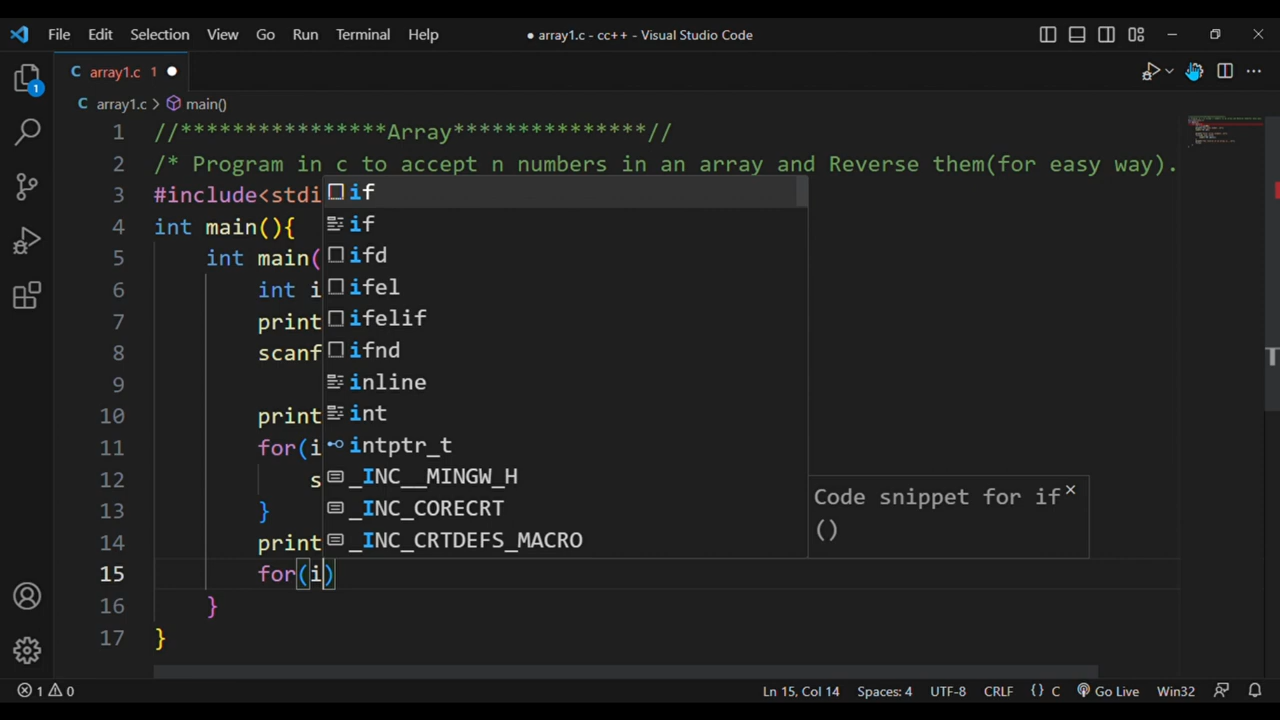 File Edit Selection View Go Run Terminal Help
● array1.c - cc++ - Visual Studio Code
C array1.c 1 ●
C array1.c > main()
1 //****************Array***************//
2 /* Program in c to accept n numbers in an array and Reverse them(for easy way).
3 #include<stdi
4 int main(){
5 int main(
6 int i
7 print
8 scanf
9
10 print
11 for(i
12 s
13 }
14 print
15 for(i)
16 }
17 }
if
if
ifd
ifel
ifelif
ifnd
inline
int
intptr_t
_INC__MINGW_H
_INC_CORECRT
_INC_CRTDEFS_MACRO
Code snippet for if
()
1
1 0
Ln 15, Col 14 Spaces: 4 UTF-8 CRLF {} C Go Live Win32